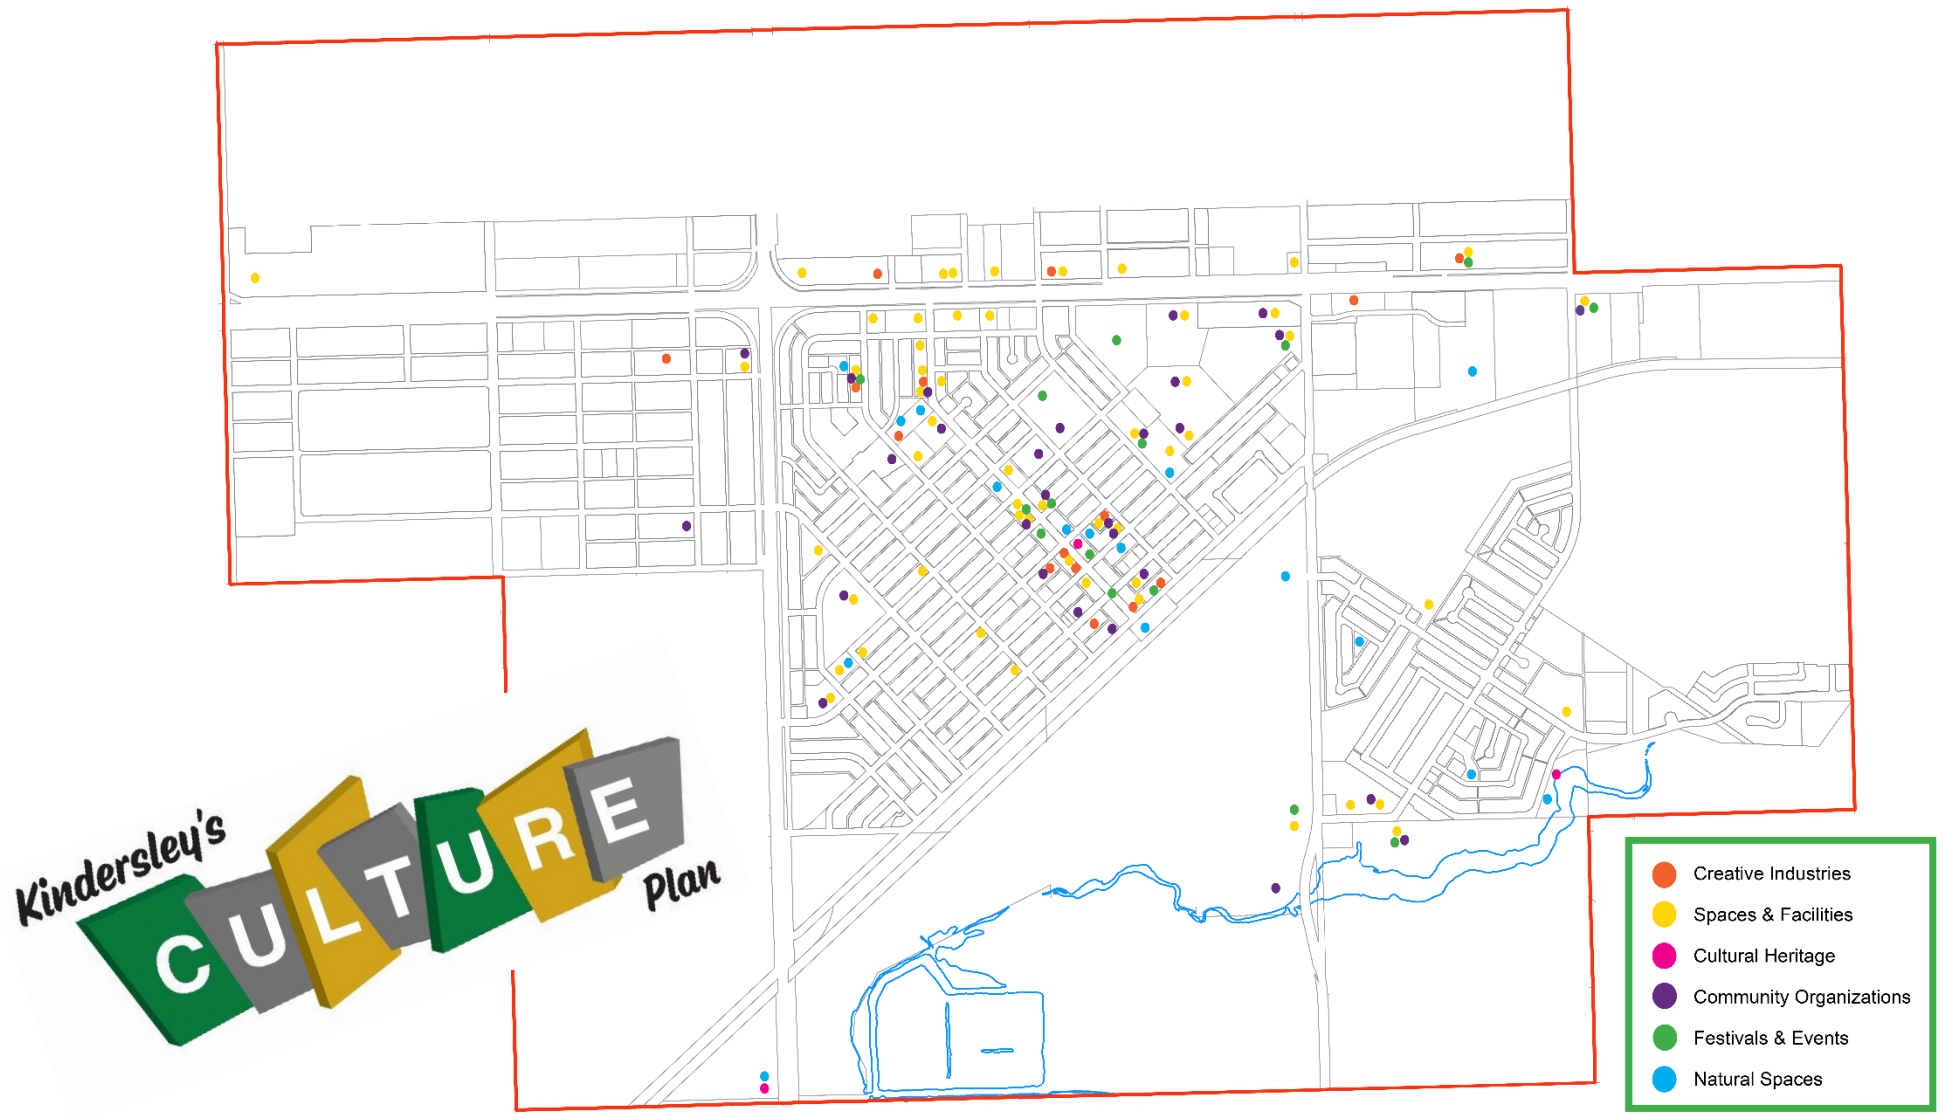 Kindersley's
CULTURE
Plan
Creative Industries
Spaces & Facilities
Cultural Heritage
Community Organizations
Festivals & Events
Natural Spaces